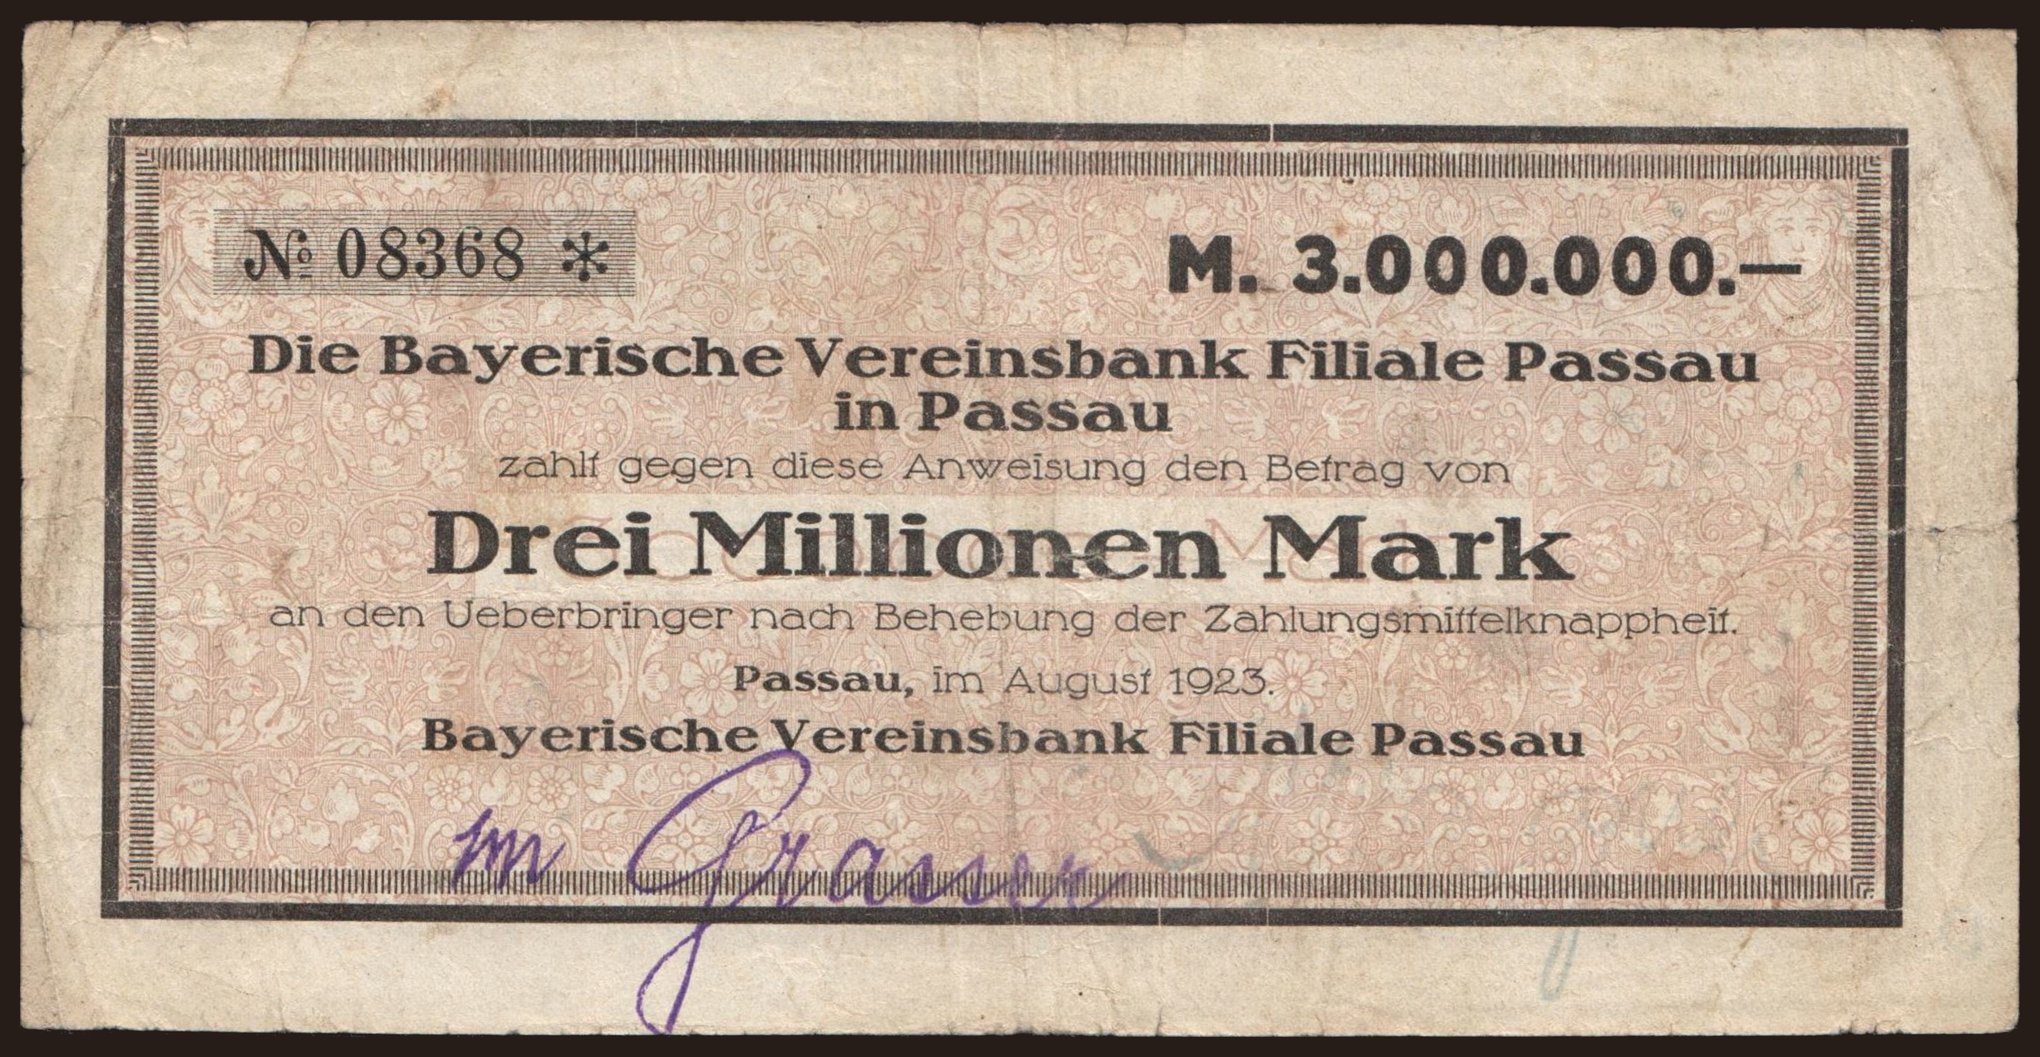 № 08368 *
M. 3.000.000.—
Die Bayerische Vereinsbank Filiale Passau
in Passau
zahlt gegen diese Anweisung den Betrag von
Drei Millionen Mark
an den Ueberbringer nach Behebung der Zahlungsmittelknappheit.
Passau, im August 1923.
Bayerische Vereinsbank Filiale Passau
Grasser